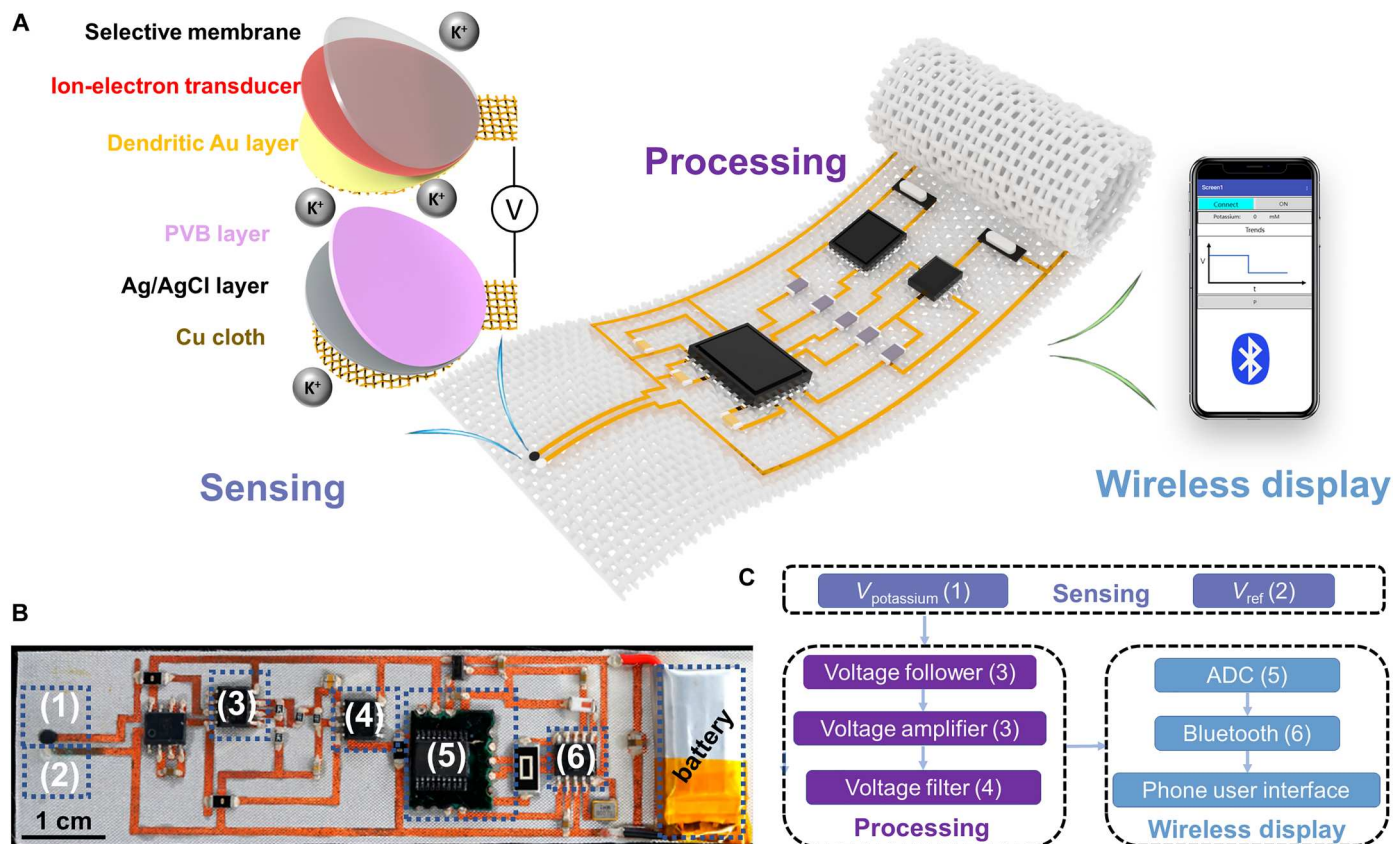 A
Selective membrane
K⁺
Ion-electron transducer
Dendritic Au layer
K⁺
K⁺
V
PVB layer
Ag/AgCl layer
Cu cloth
K⁺
Sensing
Processing
Screen1
Connect
ON
Potassium: 0 mM
Trends
V
t
P
Wireless display
B
(1)
(2)
(3)
(4)
(5)
(6)
battery
1 cm
C
Vpotassium (1)
Sensing
Vref (2)
Voltage follower (3)
Voltage amplifier (3)
Voltage filter (4)
Processing
ADC (5)
Bluetooth (6)
Phone user interface
Wireless display